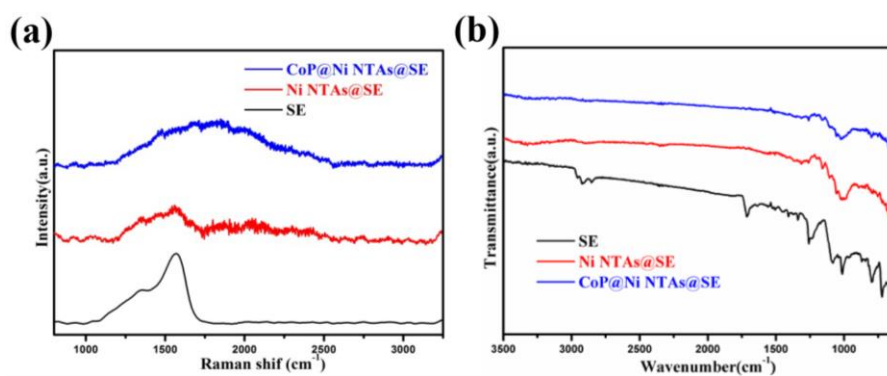 (a)
CoP@Ni NTAs@SE
Ni NTAs@SE
SE
Intensity(a.u.)
1000 1500 2000 2500 3000
Raman shif (cm-1)
(b)
Transmittance(a.u.)
SE
Ni NTAs@SE
CoP@Ni NTAs@SE
3500 3000 2500 2000 1500 1000
Wavenumber(cm-1)